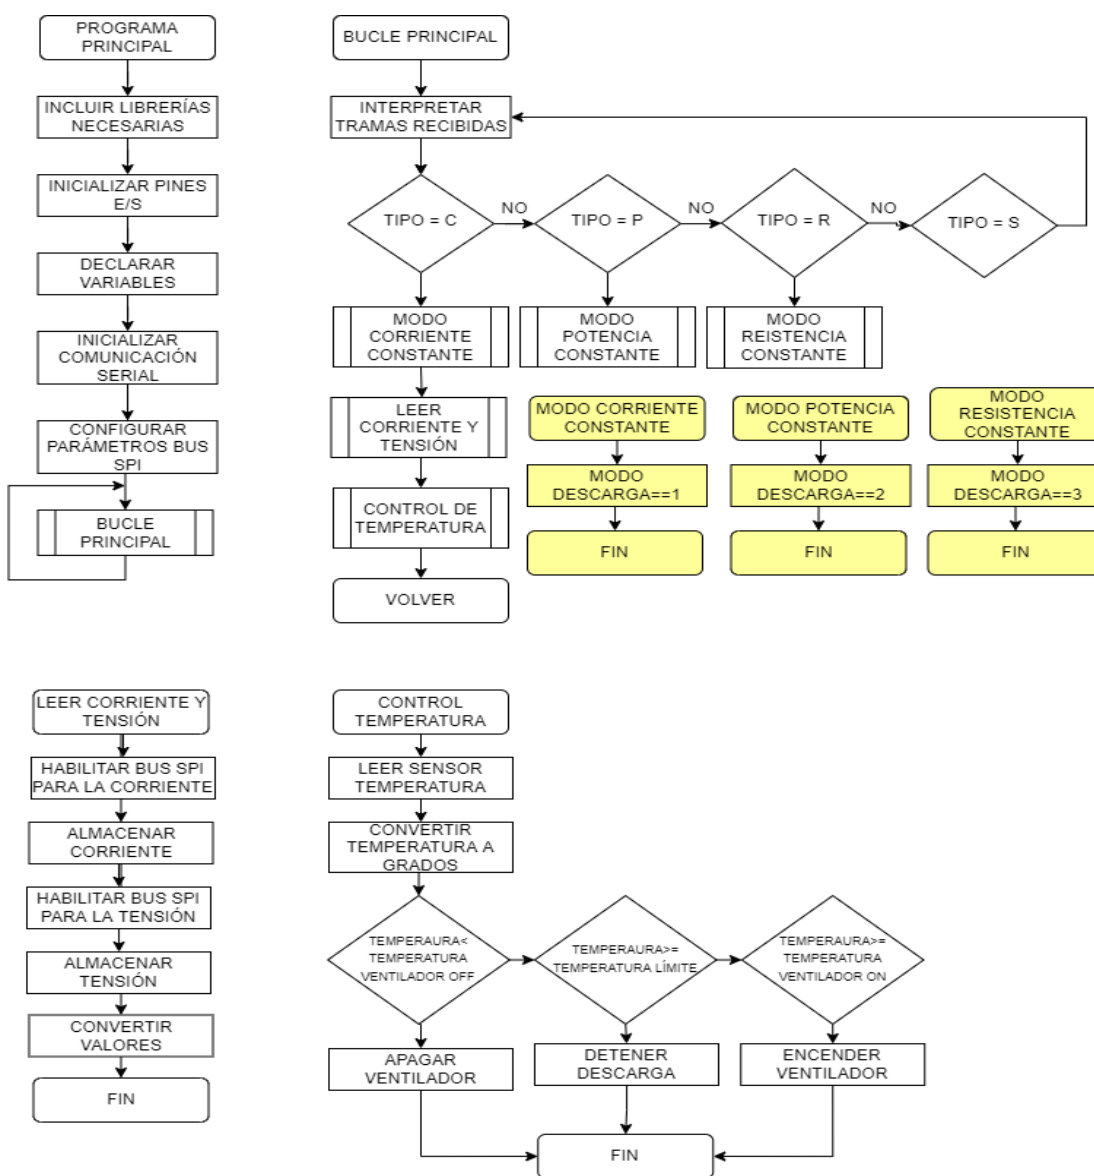 PROGRAMA
PRINCIPAL
INCLUIR LIBRERÍAS
NECESARIAS
INICIALIZAR PINES
E/S
DECLARAR
VARIABLES
INICIALIZAR
COMUNICACIÓN
SERIAL
CONFIGURAR
PARÁMETROS BUS
SPI
BUCLE
PRINCIPAL
BUCLE PRINCIPAL
INTERPRETAR
TRAMAS RECIBIDAS
TIPO = C
NO
TIPO = P
NO
TIPO = R
NO
TIPO = S
MODO
CORRIENTE
CONSTANTE
MODO
POTENCIA
CONSTANTE
MODO
REISTENCIA
CONSTANTE
LEER
CORRIENTE Y
TENSIÓN
CONTROL DE
TEMPERATURA
VOLVER
MODO CORRIENTE
CONSTANTE
MODO
DESCARGA==1
FIN
MODO POTENCIA
CONSTANTE
MODO
DESCARGA==2
FIN
MODO
RESISTENCIA
CONSTANTE
MODO
DESCARGA==3
FIN
LEER CORRIENTE Y
TENSIÓN
HABILITAR BUS SPI
PARA LA CORRIENTE
ALMACENAR
CORRIENTE
HABILITAR BUS SPI
PARA LA TENSIÓN
ALMACENAR
TENSIÓN
CONVERTIR
VALORES
FIN
CONTROL
TEMPERATURA
LEER SENSOR
TEMPERATURA
CONVERTIR
TEMPERATURA A
GRADOS
TEMPERAURA<
TEMPERATURA
VENTILADOR OFF
TEMPERAURA>=
TEMPERATURA LÍMITE
TEMPERAURA>=
TEMPERATURA
VENTILADOR ON
APAGAR
VENTILADOR
DETENER
DESCARGA
ENCENDER
VENTILADOR
FIN